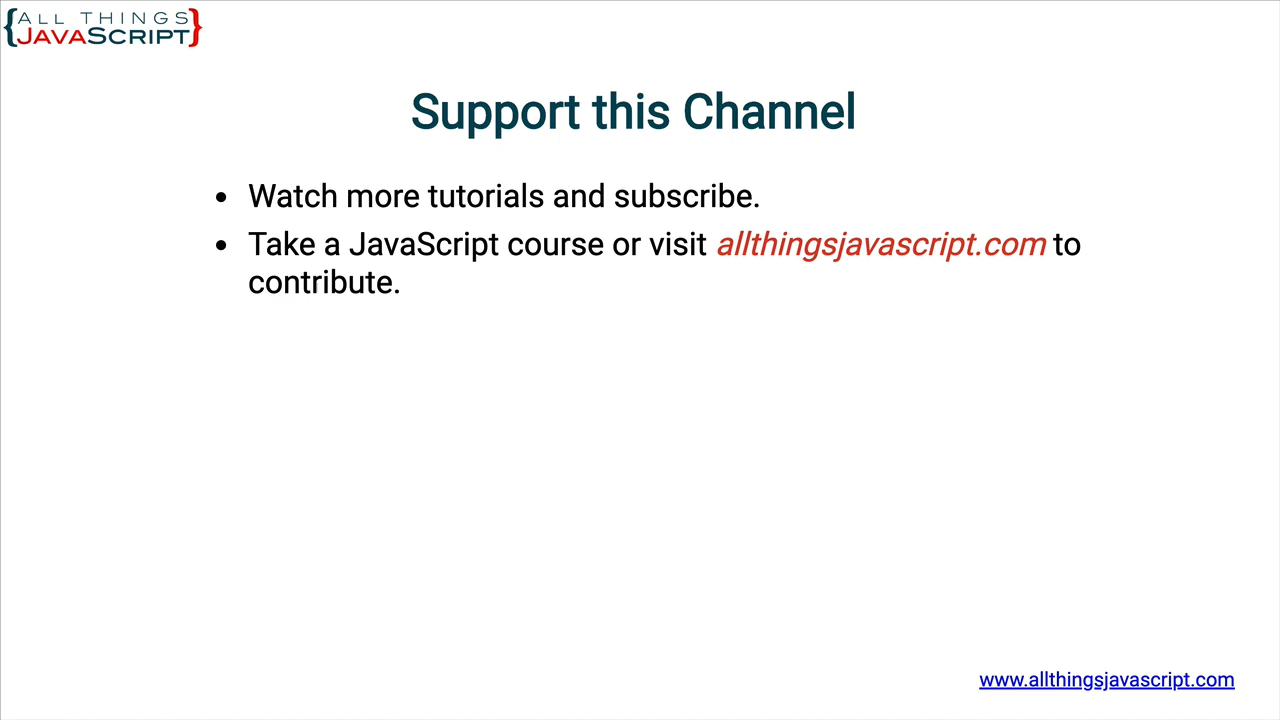 {ALL THINGS
JAVASCRIPT}
Support this Channel
• Watch more tutorials and subscribe.
• Take a JavaScript course or visit allthingsjavascript.com to
contribute.
www.allthingsjavascript.com